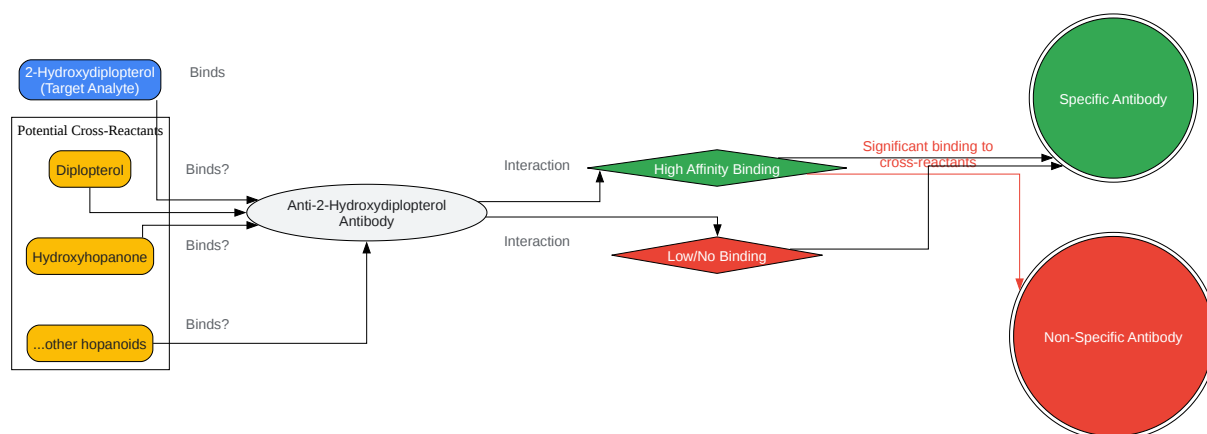 2-Hydroxydiplopterol
(Target Analyte)
Binds
Potential Cross-Reactants
Diplopterol
Binds?
Hydroxyhopanone
Binds?
...other hopanoids
Binds?
Anti-2-Hydroxydiplopterol
Antibody
Interaction
High Affinity Binding
Interaction
Low/No Binding
Significant binding to
cross-reactants
Specific Antibody
Non-Specific Antibody